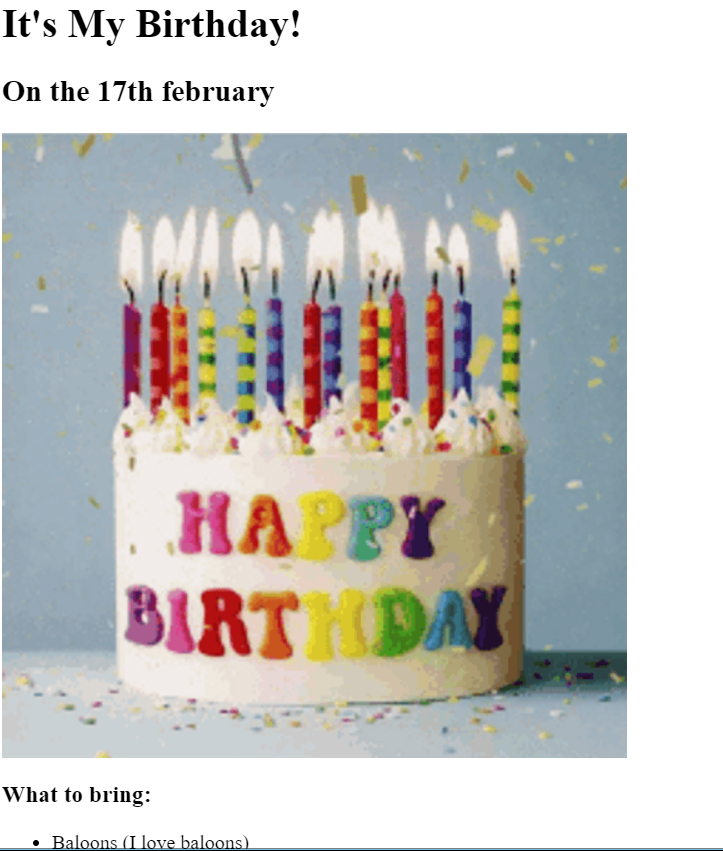 It's My Birthday!
On the 17th february
HAPPY
BIRTHDAY
What to bring:
Baloons (I love baloons)